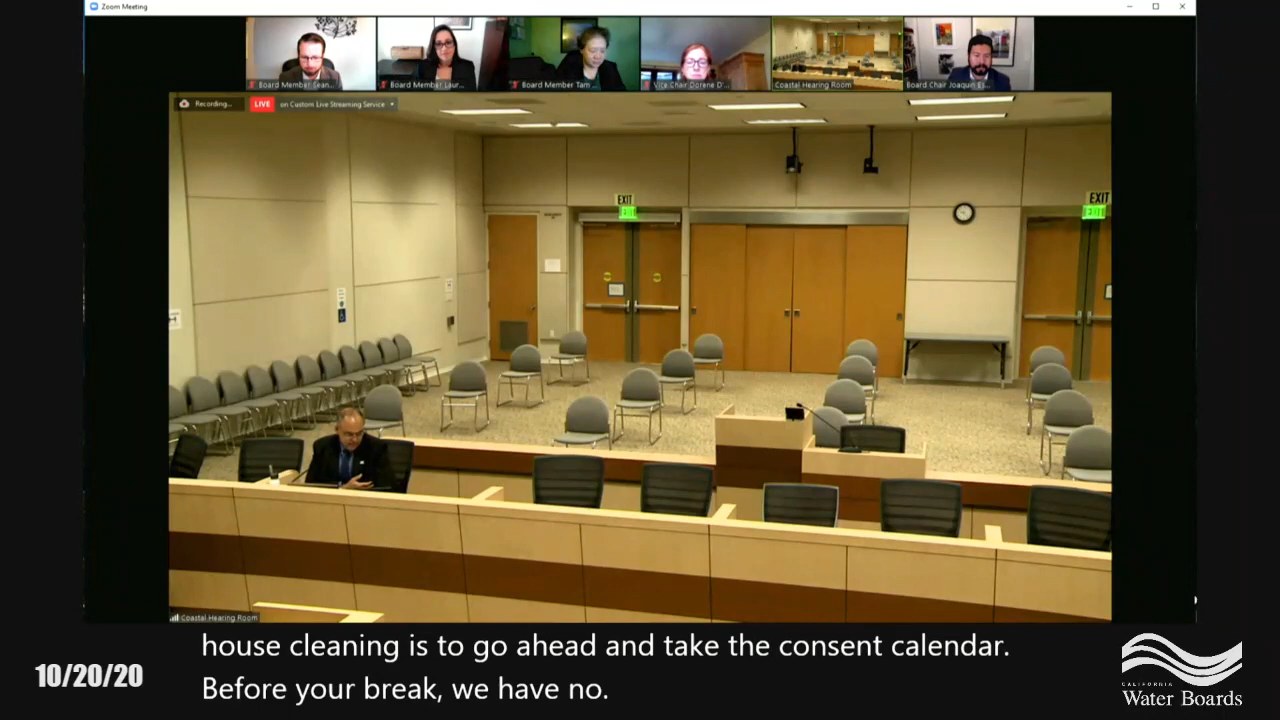 Zoom Meeting
Board Member Sean...
Board Member Laur...
Board Member Tam...
Vice Chair Dorene D'...
Coastal Hearing Room
Board Chair Joaquin Es...
Recording...
LIVE on Custom Live Streaming Service
EXIT
EXIT
Coastal Hearing Room
house cleaning is to go ahead and take the consent calendar.
Before your break, we have no.
10/20/20
CALIFORNIA
Water Boards